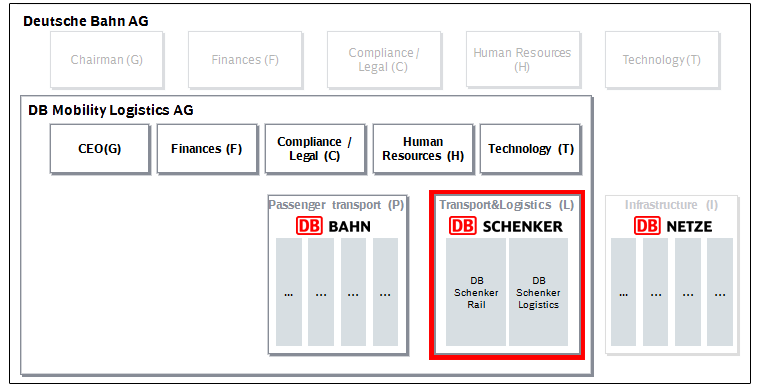 Deutsche Bahn AG
Chairman (G)
Finances (F)
Compliance /
Legal (C)
Human Resources
(H)
Technology (T)
DB Mobility Logistics AG
CEO(G)
Finances (F)
Compliance /
Legal (C)
Human
Resources (H)
Technology (T)
Passenger transport (P)
DB BAHN
... ... ... ...
Transport&Logistics (L)
DB SCHENKER
DB
Schenker
Rail
DB
Schenker
Logistics
Infrastructure (I)
DB NETZE
... ... ... ...